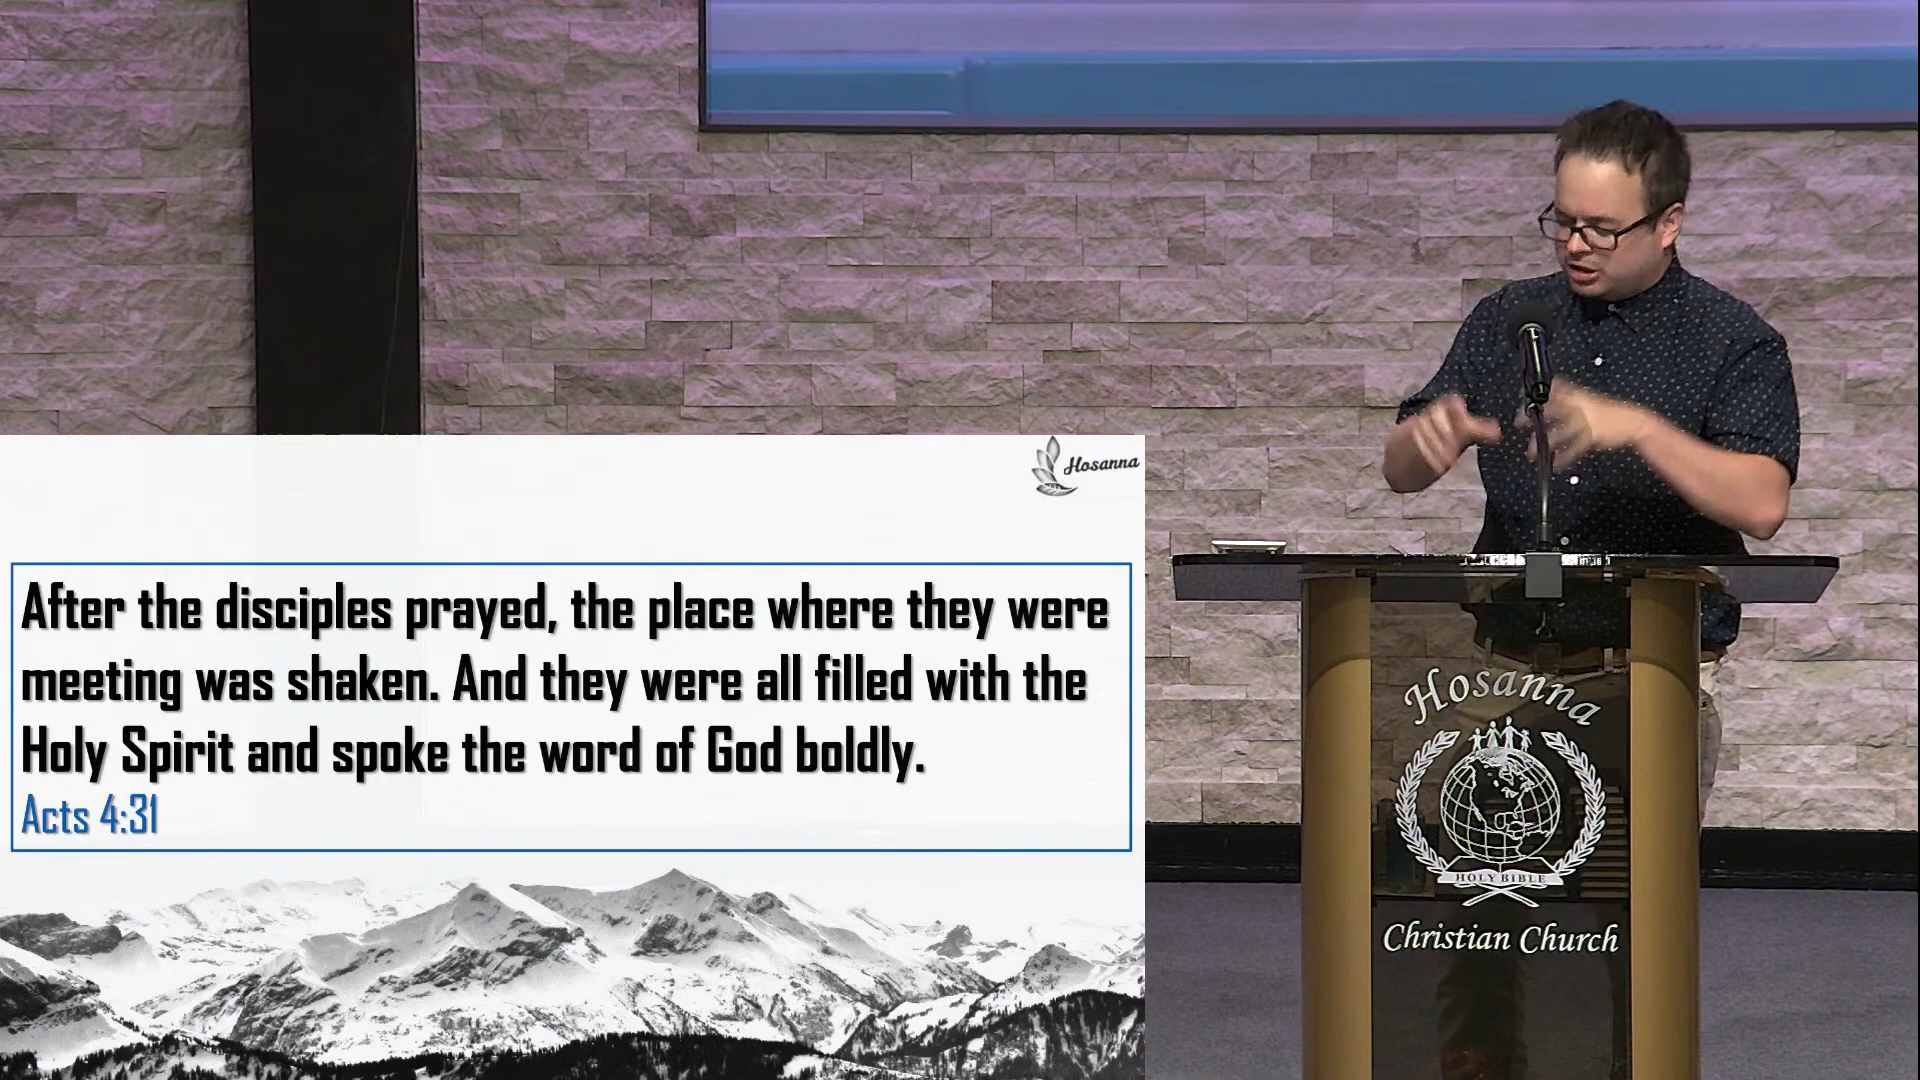 Hosanna
After the disciples prayed, the place where they were
meeting was shaken. And they were all filled with the
Holy Spirit and spoke the word of God boldly.
Acts 4:31
Hosanna
HOLY BIBLE
Christian Church